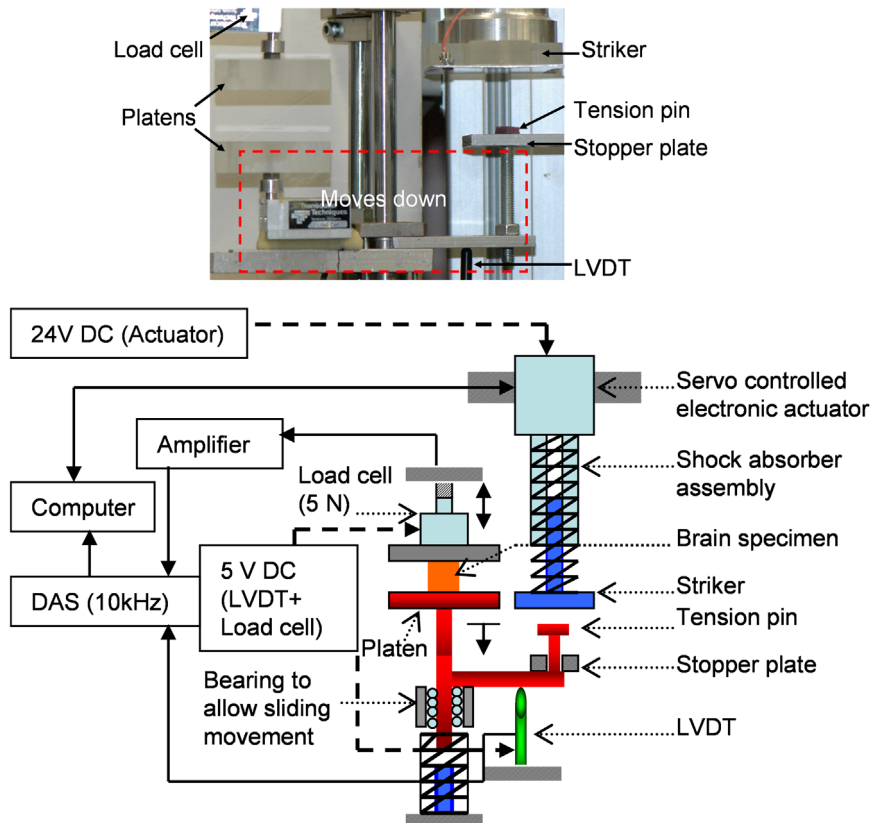 Load cell
Platens
Striker
Tension pin
Stopper plate
Moves down
Techniques
LVDT
24V DC (Actuator)
Servo controlled
electronic actuator
Amplifier
Load cell
(5 N)
Shock absorber
assembly
Computer
Brain specimen
5 V DC
(LVDT+
Load cell)
DAS (10kHz)
Striker
Tension pin
Platen
Stopper plate
Bearing to
allow sliding
movement
LVDT